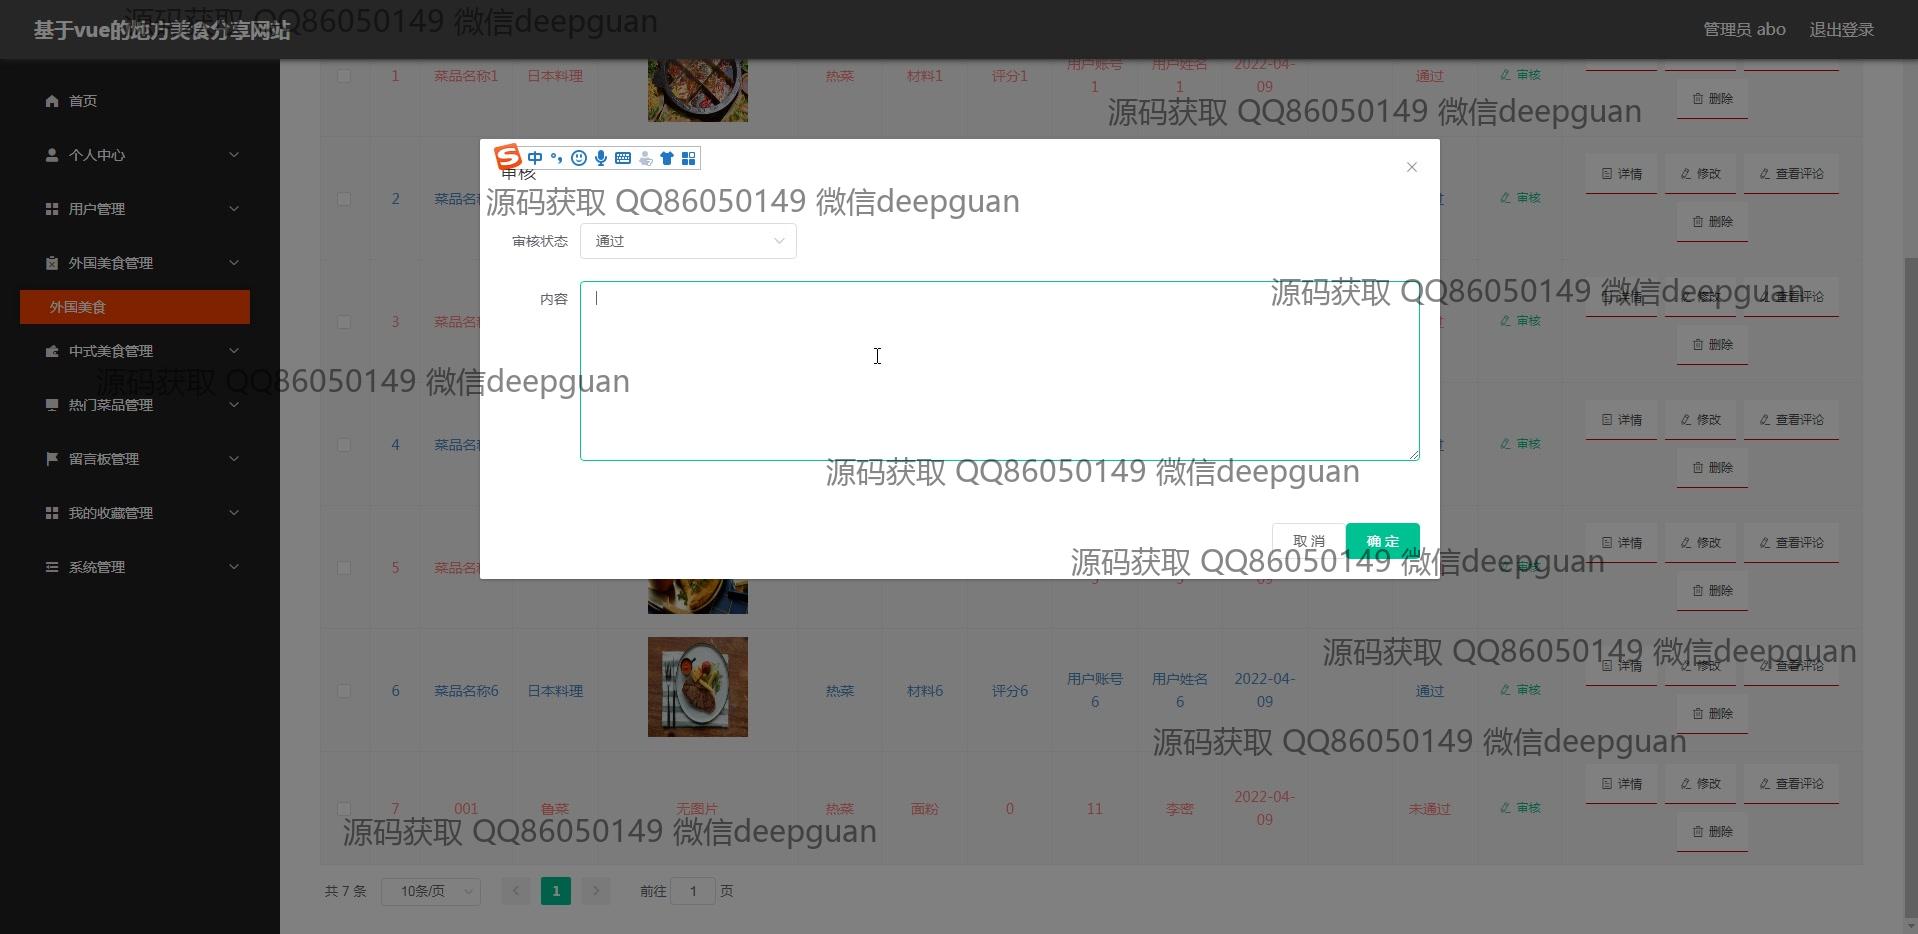 基于vue的地方美食分享网站
管理员 abo 退出登录
源码获取 QQ86050149 微信deepguan
首页
个人中心
用户管理
外国美食管理
外国美食
中式美食管理
热门菜品管理
留言板管理
我的收藏管理
系统管理
1 菜品名称1 日本料理 热菜 材料1 评分1 用户账号1 用户姓名1 2022-04-09 通过 审核
删除
源码获取 QQ86050149 微信deepguan
中
审核
源码获取 QQ86050149 微信deepguan
审核状态 通过
内容
取消 确定
2 审核 详情 修改 查看评论
删除
源码获取 QQ86050149 微信deepguan
3 审核 详情 修改 查看评论
删除
源码获取 QQ86050149 微信deepguan
4 审核 详情 修改 查看评论
删除
源码获取 QQ86050149 微信deepguan
5 09 详情 修改 查看评论
删除
源码获取 QQ86050149 微信deepguan
6 菜品名称6 日本料理 热菜 材料6 评分6 用户账号6 用户姓名6 2022-04-09 通过 审核 详情 修改 查看评论
删除
源码获取 QQ86050149 微信deepguan
源码获取 QQ86050149 微信deepguan
7 001 鲁菜 无图片 热菜 面粉 0 11 李密 2022-04-09 未通过 审核 详情 修改 查看评论
删除
源码获取 QQ86050149 微信deepguan
共 7 条 10条/页 1 前往 1 页